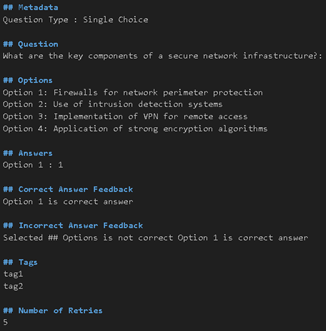 ## Metadata
Question Type : Single Choice
## Question
What are the key components of a secure network infrastructure?:
## Options
Option 1: Firewalls for network perimeter protection
Option 2: Use of intrusion detection systems
Option 3: Implementation of VPN for remote access
Option 4: Application of strong encryption algorithms
## Answers
Option 1 : 1
## Correct Answer Feedback
Option 1 is correct answer
## Incorrect Answer Feedback
Selected ## Options is not correct Option 1 is correct answer
## Tags
tag1
tag2
## Number of Retries
5